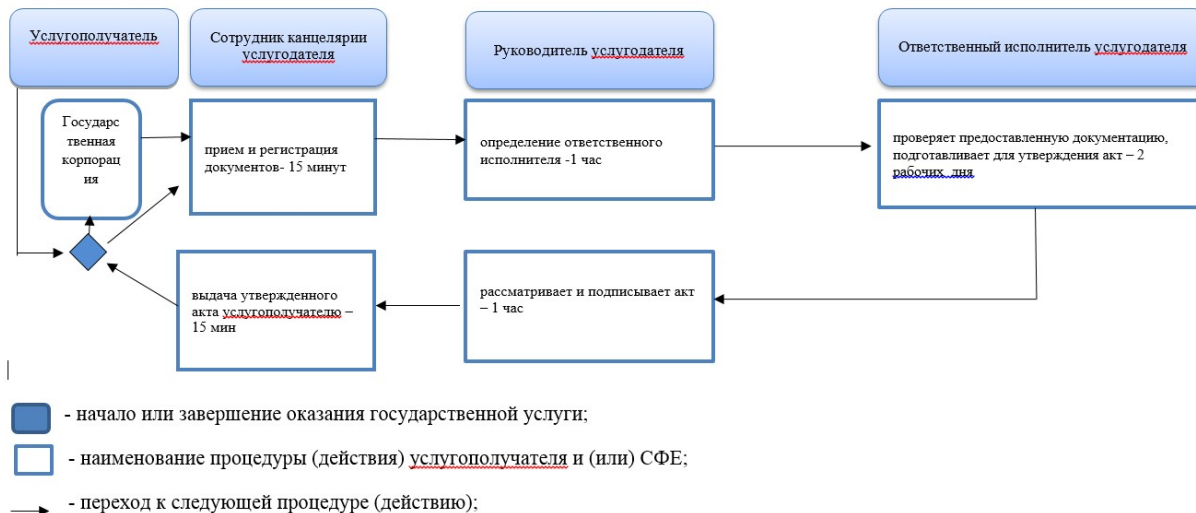 Услугополучатель
Сотрудник канцелярии
услугодателя
Руководитель услугодателя
Ответственный исполнитель услугодателя
Государс
твенная
корпорац
ия
прием и регистрация
документов- 15 минут
определение ответственного
исполнителя -1 час
проверяет предоставленную документацию,
подготавливает для утверждения акт – 2
рабочих дня
выдача утвержденного
акта услугополучателю –
15 мин
рассматривает и подписывает акт
– 1 час
- начало или завершение оказания государственной услуги;
- наименование процедуры (действия) услугополучателя и (или) СФЕ;
- переход к следующей процедуре (действию);